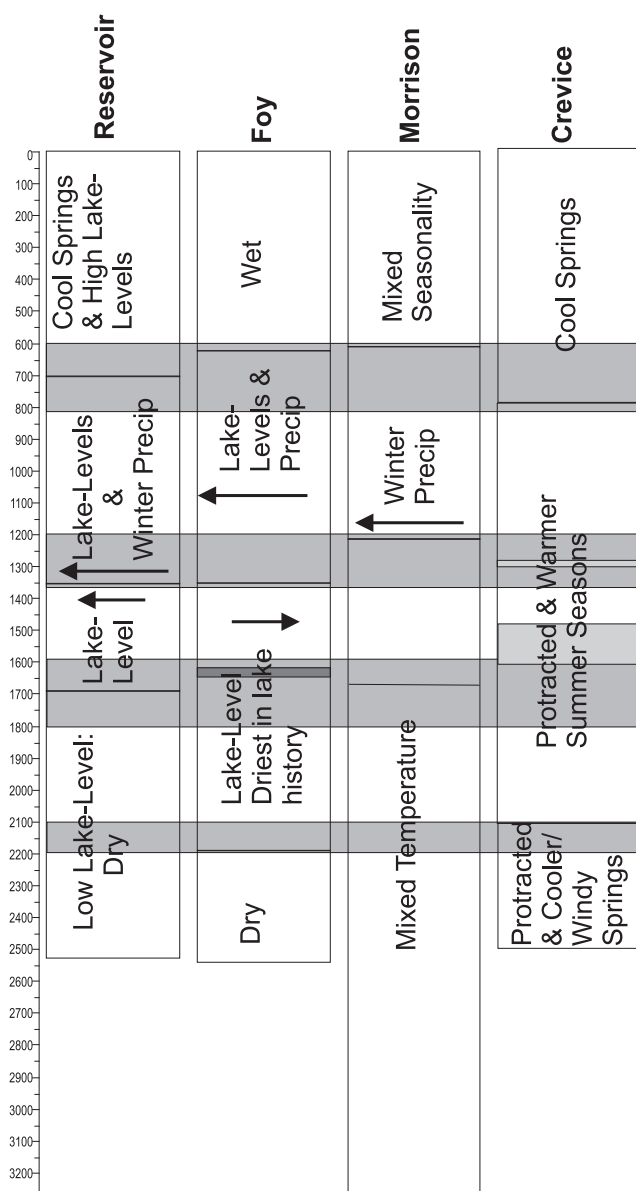 Reservoir
Foy
Morrison
Crevice
0
100
200
300
400
500
600
700
800
900
1000
1100
1200
1300
1400
1500
1600
1700
1800
1900
2000
2100
2200
2300
2400
2500
2600
2700
2800
2900
3000
3100
3200
Cool Springs
& High Lake-
Levels
Lake-Levels
&
Winter Precip
Lake-
Level
Low Lake-Level:
Dry
Wet
Lake-
Levels &
Precip
Lake-Level
Driest in lake
history
Dry
Mixed
Seasonality
Winter
Precip
Mixed Temperature
Cool Springs
Protracted & Warmer
Summer Seasons
Protracted
& Cooler/
Windy
Springs